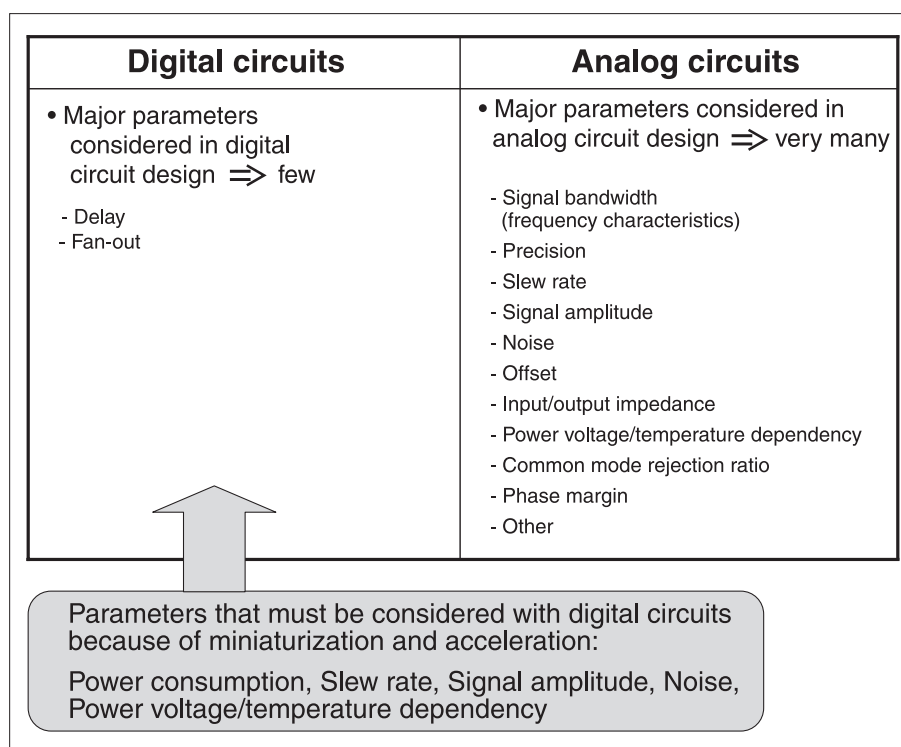 Digital circuits
• Major parameters
considered in digital
circuit design ⇒ few
- Delay
- Fan-out
Analog circuits
• Major parameters considered in
analog circuit design ⇒ very many
- Signal bandwidth
(frequency characteristics)
- Precision
- Slew rate
- Signal amplitude
- Noise
- Offset
- Input/output impedance
- Power voltage/temperature dependency
- Common mode rejection ratio
- Phase margin
- Other
Parameters that must be considered with digital circuits
because of miniaturization and acceleration:
Power consumption, Slew rate, Signal amplitude, Noise,
Power voltage/temperature dependency